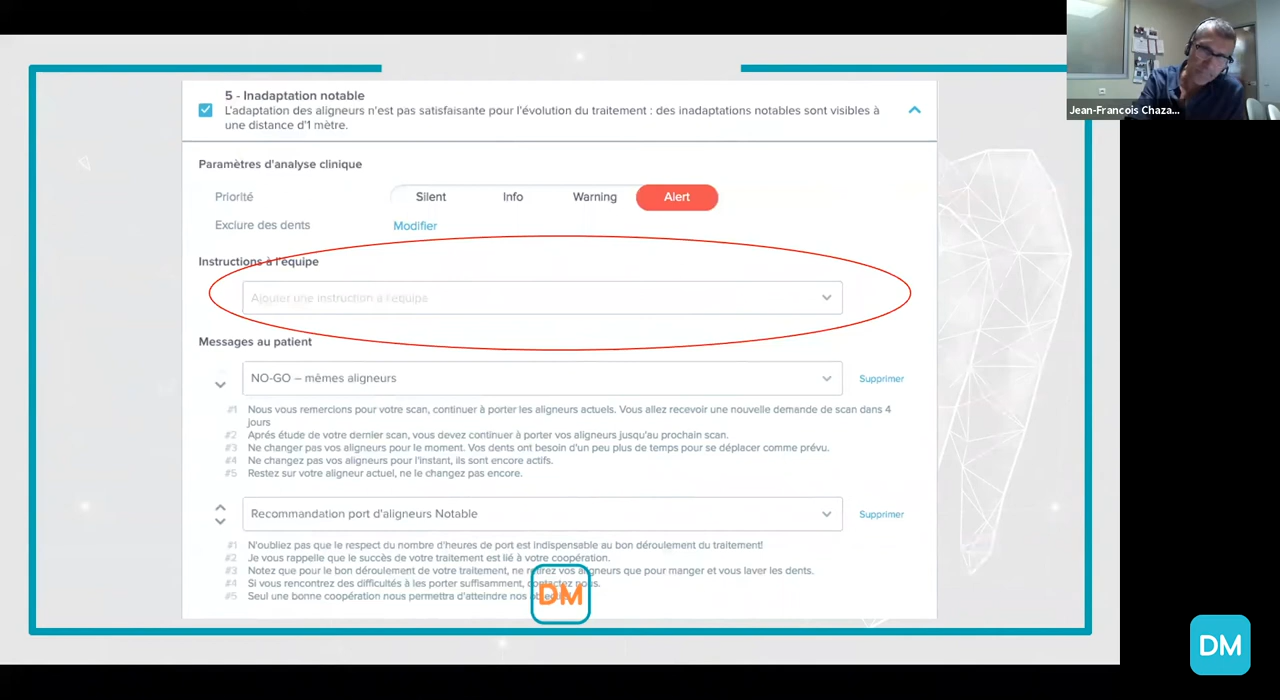 5 - Inadaptation notable
L'adaptation des aligneurs n'est pas satisfaisante pour l'évolution du traitement : des inadaptations notables sont visibles à
une distance d'1 mètre.
Jean-Francois Chaza...
Paramètres d'analyse clinique
Priorité Silent Info Warning Alert
Exclure des dents Modifier
Instructions à l'équipe
Ajouter une instruction à l'équipe
Messages au patient
NO-GO – mêmes aligneurs Supprimer
#1 Nous vous remercions pour votre scan, continuer à porter les aligneurs actuels. Vous allez recevoir une nouvelle demande de scan dans 4
jours
#2 Aprés étude de votre dernier scan, vous devez continuer à porter vos aligneurs jusqu'au prochain scan.
#3 Ne changer pas vos aligneurs pour le moment. Vos dents ont besoin d'un peu plus de temps pour se déplacer comme prévu.
#4 Ne changez pas vos aligneurs pour l'instant, ils sont encore actifs.
#5 Restez sur votre aligneur actuel, ne le changez pas encore.
Recommandation port d'aligneurs Notable Supprimer
#1 N'oubliez pas que le respect du nombre d'heures de port est indispensable au bon déroulement du traitement!
#2 Je vous rappelle que le succès de votre traitement est lié à votre coopération.
#3 Notez que pour le bon déroulement de votre traitement, ne retirez vos aligneurs que pour manger et vous laver les dents.
#4 Si vous rencontrez des difficultés à les porter suffisamment, contactez nous.
#5 Seul une bonne coopération nous permettra d'atteindre nos
DM
DM